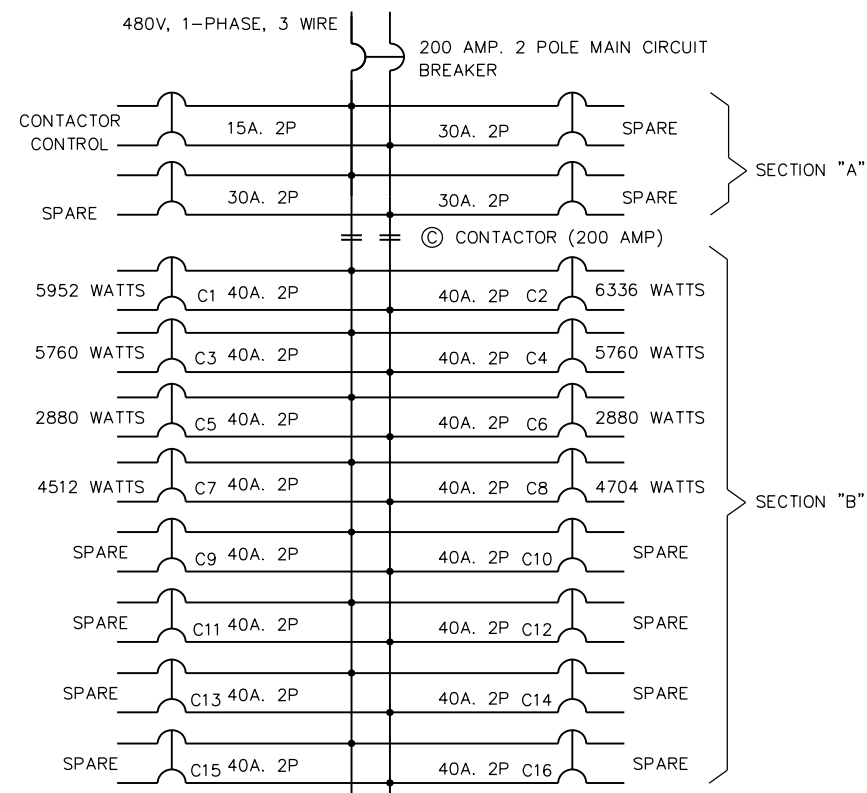 480V, 1-PHASE, 3 WIRE
200 AMP. 2 POLE MAIN CIRCUIT
BREAKER
CONTACTOR
CONTROL
15A. 2P
30A. 2P
SPARE
SPARE
30A. 2P
30A. 2P
SPARE
SECTION "A"
C CONTACTOR (200 AMP)
5952 WATTS C1 40A. 2P 40A. 2P C2 6336 WATTS
5760 WATTS C3 40A. 2P 40A. 2P C4 5760 WATTS
2880 WATTS C5 40A. 2P 40A. 2P C6 2880 WATTS
4512 WATTS C7 40A. 2P 40A. 2P C8 4704 WATTS
SECTION "B"
SPARE C9 40A. 2P 40A. 2P C10 SPARE
SPARE C11 40A. 2P 40A. 2P C12 SPARE
SPARE C13 40A. 2P 40A. 2P C14 SPARE
SPARE C15 40A. 2P 40A. 2P C16 SPARE